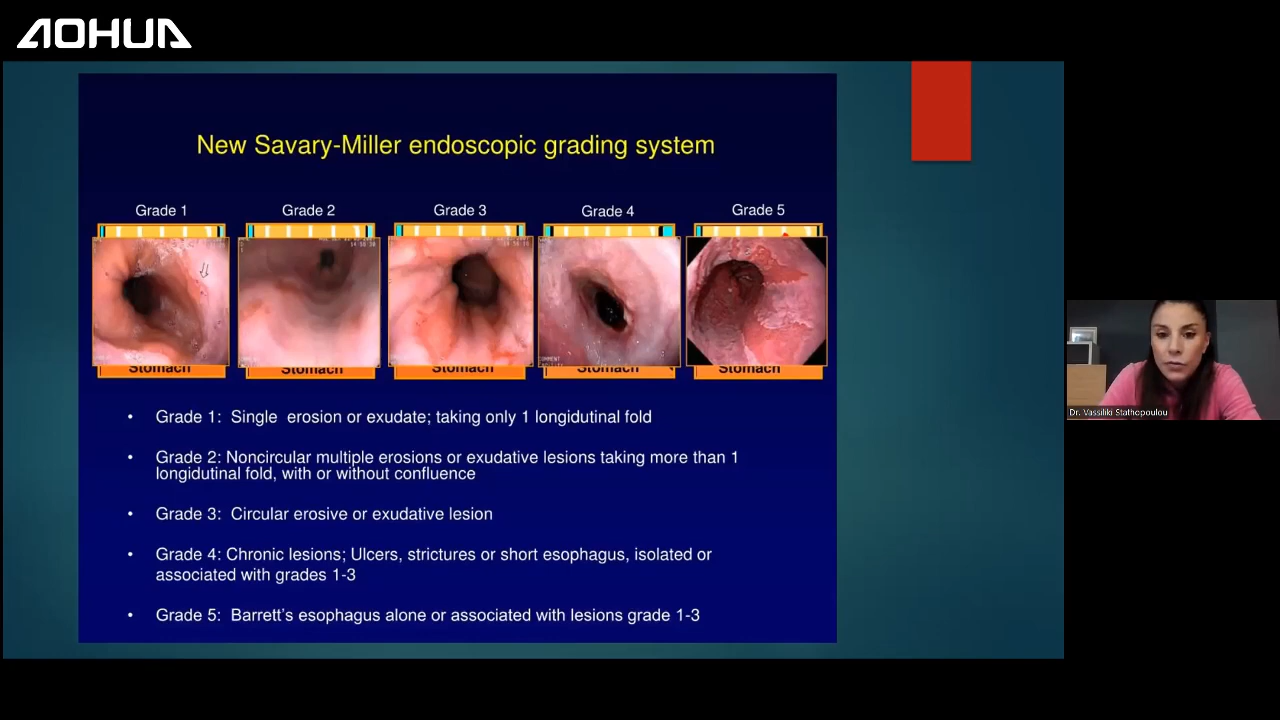 AOHUA
New Savary-Miller endoscopic grading system
Grade 1
Grade 2
Grade 3
Grade 4
Grade 5
Stomach
Stomach
Stomach
Stomach
Stomach
• Grade 1: Single erosion or exudate; taking only 1 longidutinal fold
• Grade 2: Noncircular multiple erosions or exudative lesions taking more than 1
longidutinal fold, with or without confluence
• Grade 3: Circular erosive or exudative lesion
• Grade 4: Chronic lesions; Ulcers, strictures or short esophagus, isolated or
associated with grades 1-3
• Grade 5: Barrett's esophagus alone or associated with lesions grade 1-3
Dr. Vassiliki Stathopoulou